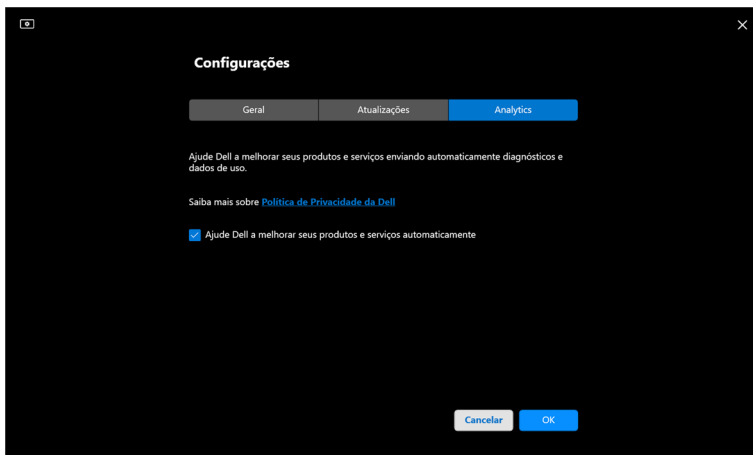 Configurações
Geral
Atualizações
Analytics
Ajude Dell a melhorar seus produtos e serviços enviando automaticamente diagnósticos e
dados de uso.
Saiba mais sobre Política de Privacidade da Dell
Ajude Dell a melhorar seus produtos e serviços automaticamente
Cancelar
OK